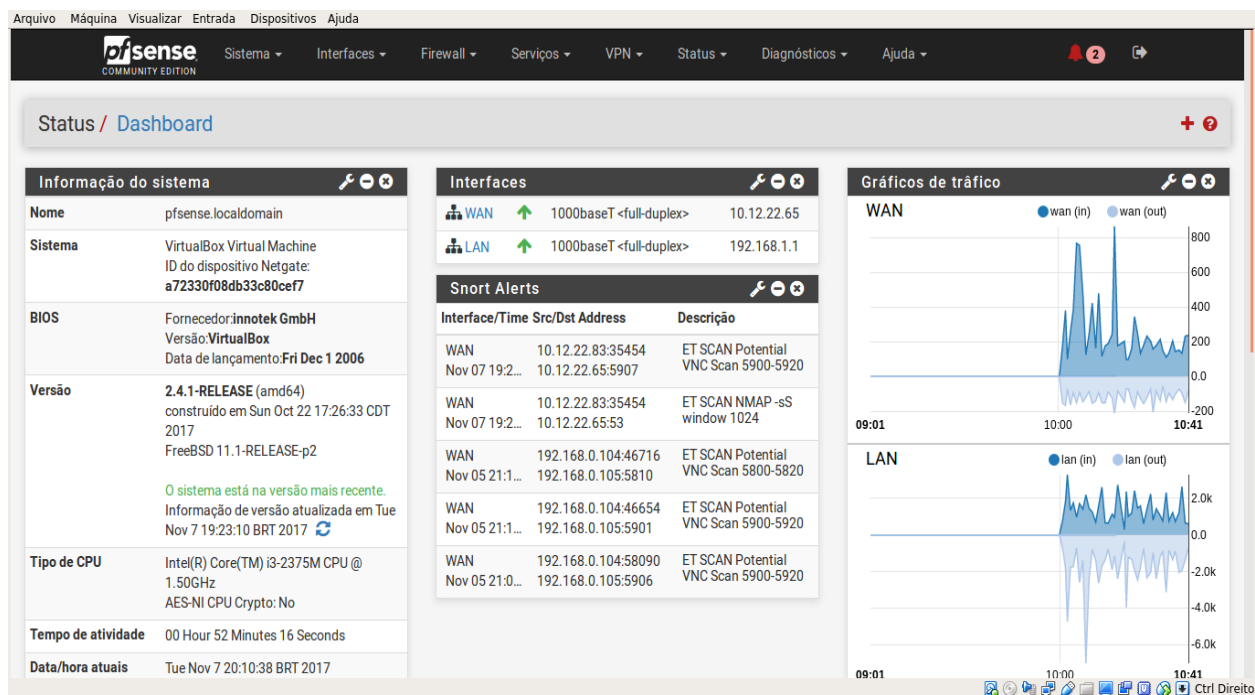 Arquivo Máquina Visualizar Entrada Dispositivos Ajuda
pfsense
COMMUNITY EDITION
Sistema Interfaces Firewall Serviços VPN Status Diagnósticos Ajuda 2
Status / Dashboard
Informação do sistema
Nome pfsense.localdomain
Sistema VirtualBox Virtual Machine
ID do dispositivo Netgate:
a72330f08db33c80cef7
BIOS Fornecedor:innotek GmbH
Versão:VirtualBox
Data de lançamento:Fri Dec 1 2006
Versão 2.4.1-RELEASE (amd64)
construído em Sun Oct 22 17:26:33 CDT
2017
FreeBSD 11.1-RELEASE-p2
O sistema está na versão mais recente.
Informação de versão atualizada em Tue
Nov 7 19:23:10 BRT 2017
Tipo de CPU Intel(R) Core(TM) i3-2375M CPU @
1.50GHz
AES-NI CPU Crypto: No
Tempo de atividade 00 Hour 52 Minutes 16 Seconds
Data/hora atuais Tue Nov 7 20:10:38 BRT 2017
Interfaces
WAN 1000baseT <full-duplex> 10.12.22.65
LAN 1000baseT <full-duplex> 192.168.1.1
Snort Alerts
Interface/Time Src/Dst Address Descrição
WAN 10.12.22.83:35454 ET SCAN Potential
Nov 07 19:2... 10.12.22.65:5907 VNC Scan 5900-5920
WAN 10.12.22.83:35454 ET SCAN NMAP -sS
Nov 07 19:2... 10.12.22.65:53 window 1024
WAN 192.168.0.104:46716 ET SCAN Potential
Nov 05 21:1... 192.168.0.105:5810 VNC Scan 5800-5820
WAN 192.168.0.104:46654 ET SCAN Potential
Nov 05 21:1... 192.168.0.105:5901 VNC Scan 5900-5920
WAN 192.168.0.104:58090 ET SCAN Potential
Nov 05 21:0... 192.168.0.105:5906 VNC Scan 5900-5920
Gráficos de tráfico
WAN wan (in) wan (out)
800
600
400
200
0.0
-200
09:01 10:00 10:41
LAN lan (in) lan (out)
2.0k
0.0
-2.0k
-4.0k
-6.0k
09:01 10:00 10:41
Ctrl Direito